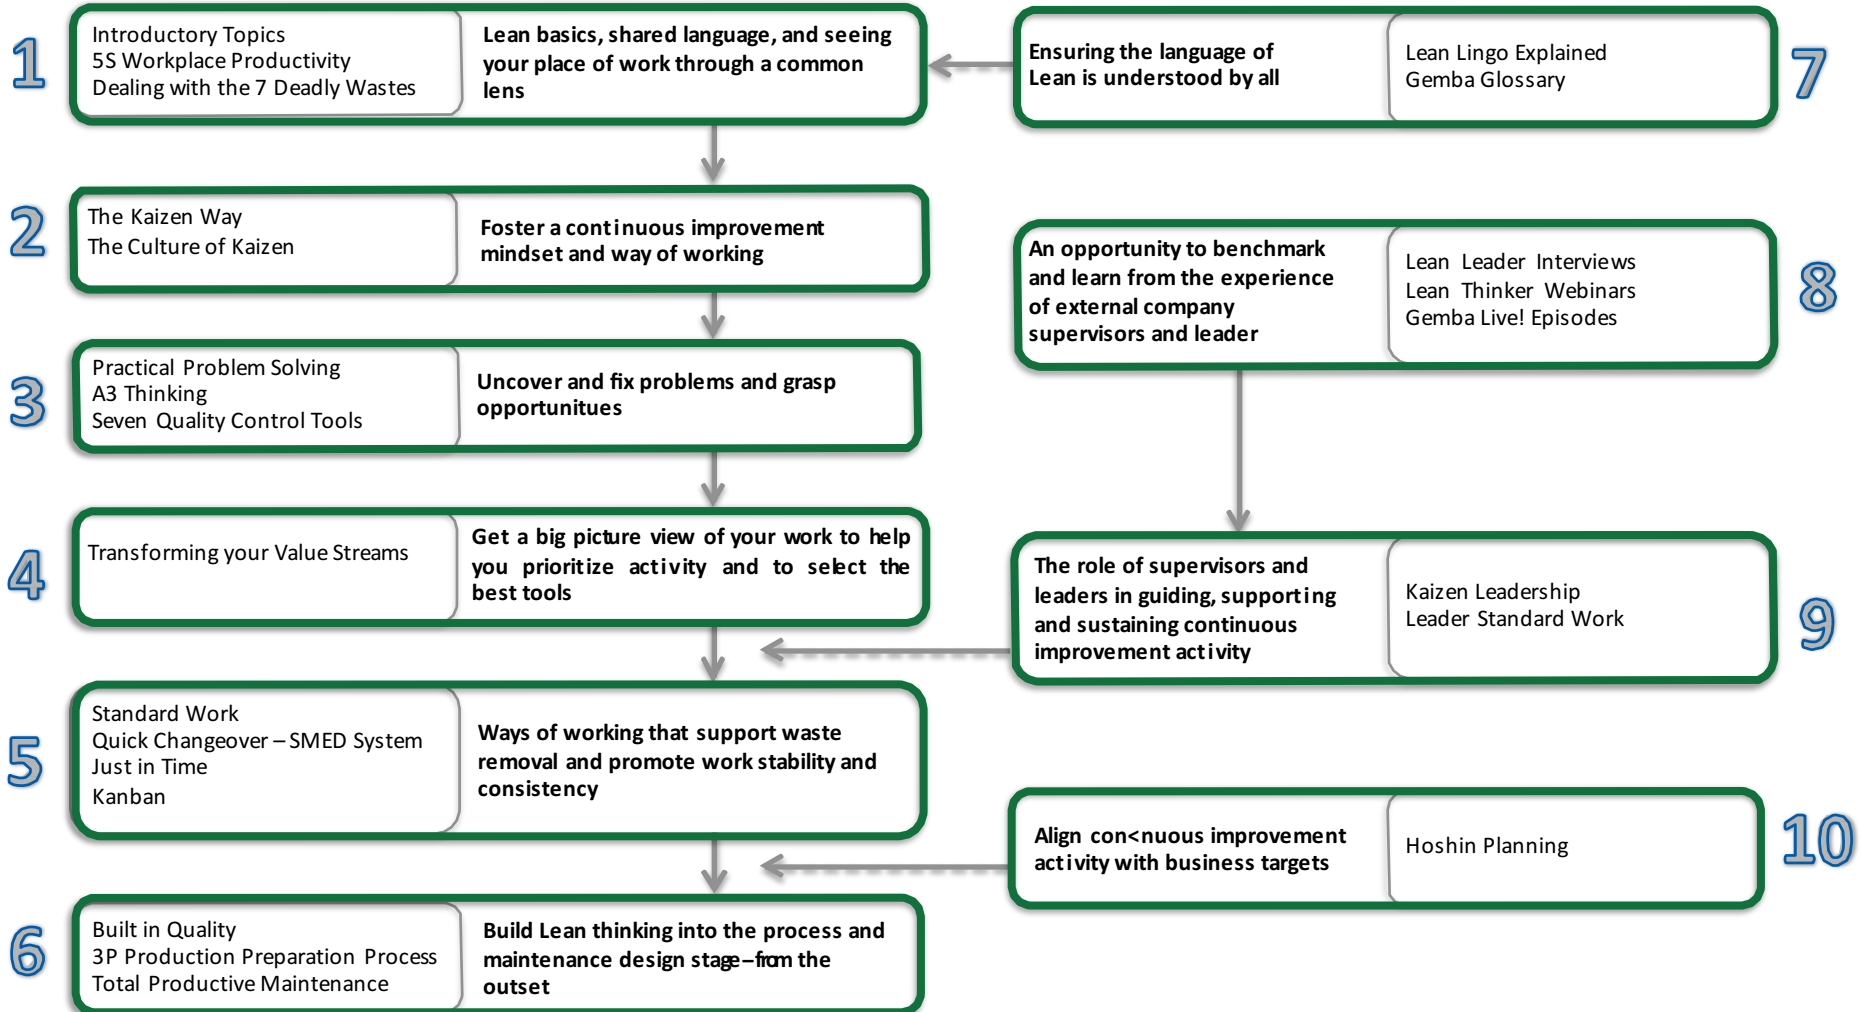 1
Introductory Topics
5S Workplace Productivity
Dealing with the 7 Deadly Wastes
Lean basics, shared language, and seeing
your place of work through a common
lens
2
The Kaizen Way
The Culture of Kaizen
Foster a continuous improvement
mindset and way of working
3
Practical Problem Solving
A3 Thinking
Seven Quality Control Tools
Uncover and fix problems and grasp
opportunitues
4
Transforming your Value Streams
Get a big picture view of your work to help
you prioritize activity and to select the
best tools
5
Standard Work
Quick Changeover – SMED System
Just in Time
Kanban
Ways of working that support waste
removal and promote work stability and
consistency
6
Built in Quality
3P Production Preparation Process
Total Productive Maintenance
Build Lean thinking into the process and
maintenance design stage–from the
outset
Ensuring the language of
Lean is understood by all
Lean Lingo Explained
Gemba Glossary
7
An opportunity to benchmark
and learn from the experience
of external company
supervisors and leader
Lean Leader Interviews
Lean Thinker Webinars
Gemba Live! Episodes
8
The role of supervisors and
leaders in guiding, supporting
and sustaining continuous
improvement activity
Kaizen Leadership
Leader Standard Work
9
Align con<nuous improvement
activity with business targets
Hoshin Planning
10